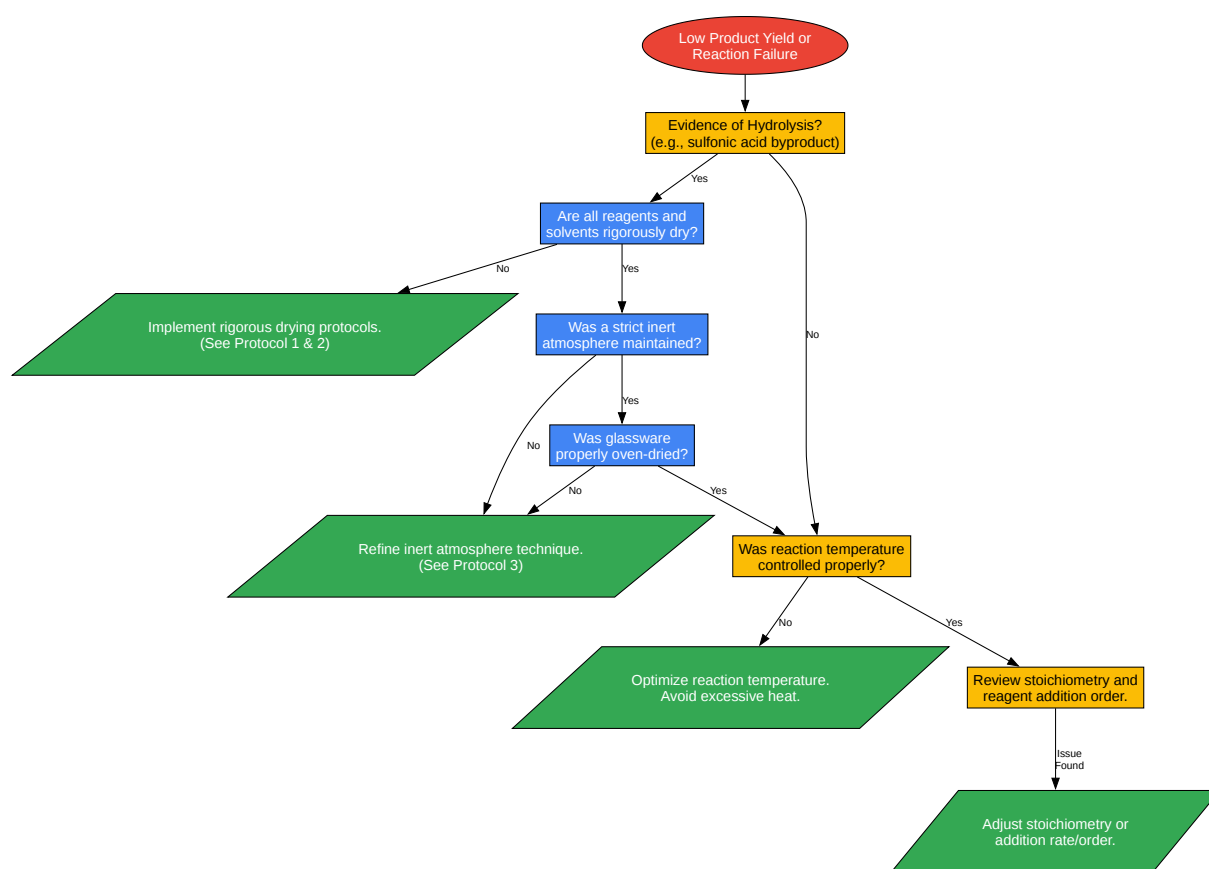 Low Product Yield or
Reaction Failure
Evidence of Hydrolysis?
(e.g., sulfonic acid byproduct)
Yes
Are all reagents and
solvents rigorously dry?
No
Yes
Implement rigorous drying protocols.
(See Protocol 1 & 2)
Was a strict inert
atmosphere maintained?
No
Yes
Was glassware
properly oven-dried?
No
No
Yes
Refine inert atmosphere technique.
(See Protocol 3)
Was reaction temperature
controlled properly?
No
Yes
Optimize reaction temperature.
Avoid excessive heat.
Review stoichiometry and
reagent addition order.
Issue
Found
Adjust stoichiometry or
addition rate/order.